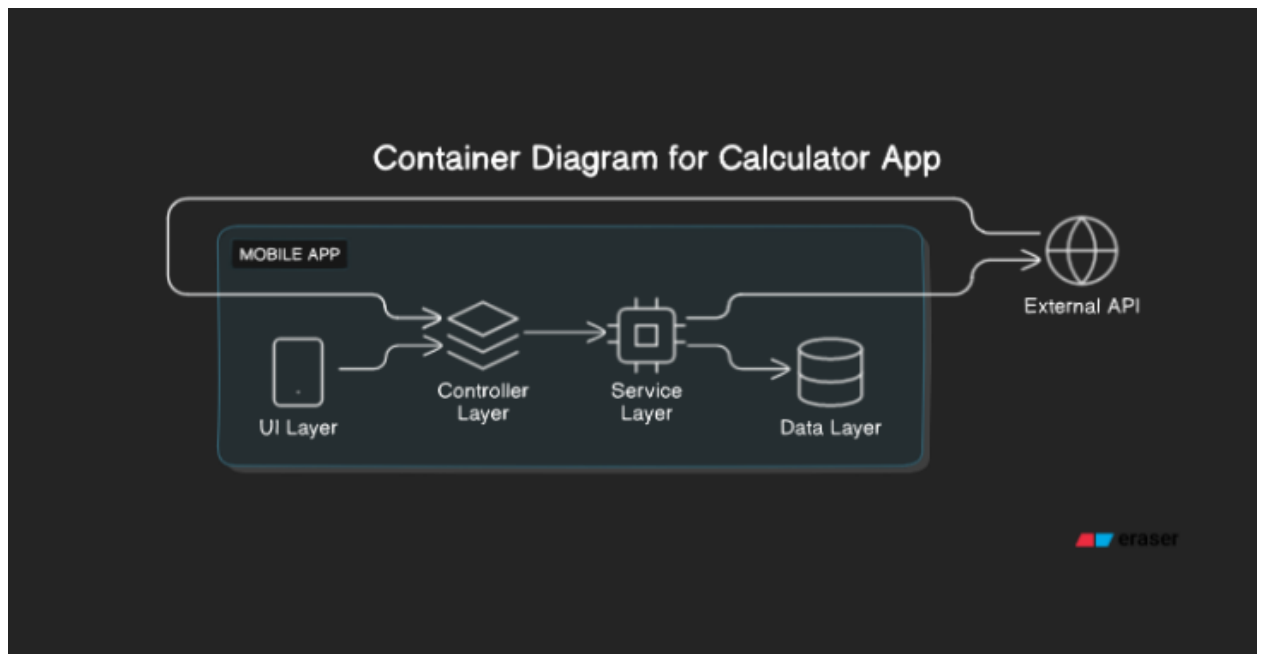 Container Diagram for Calculator App
MOBILE APP
External API
Controller
Layer
Service
Layer
UI Layer
Data Layer
eraser